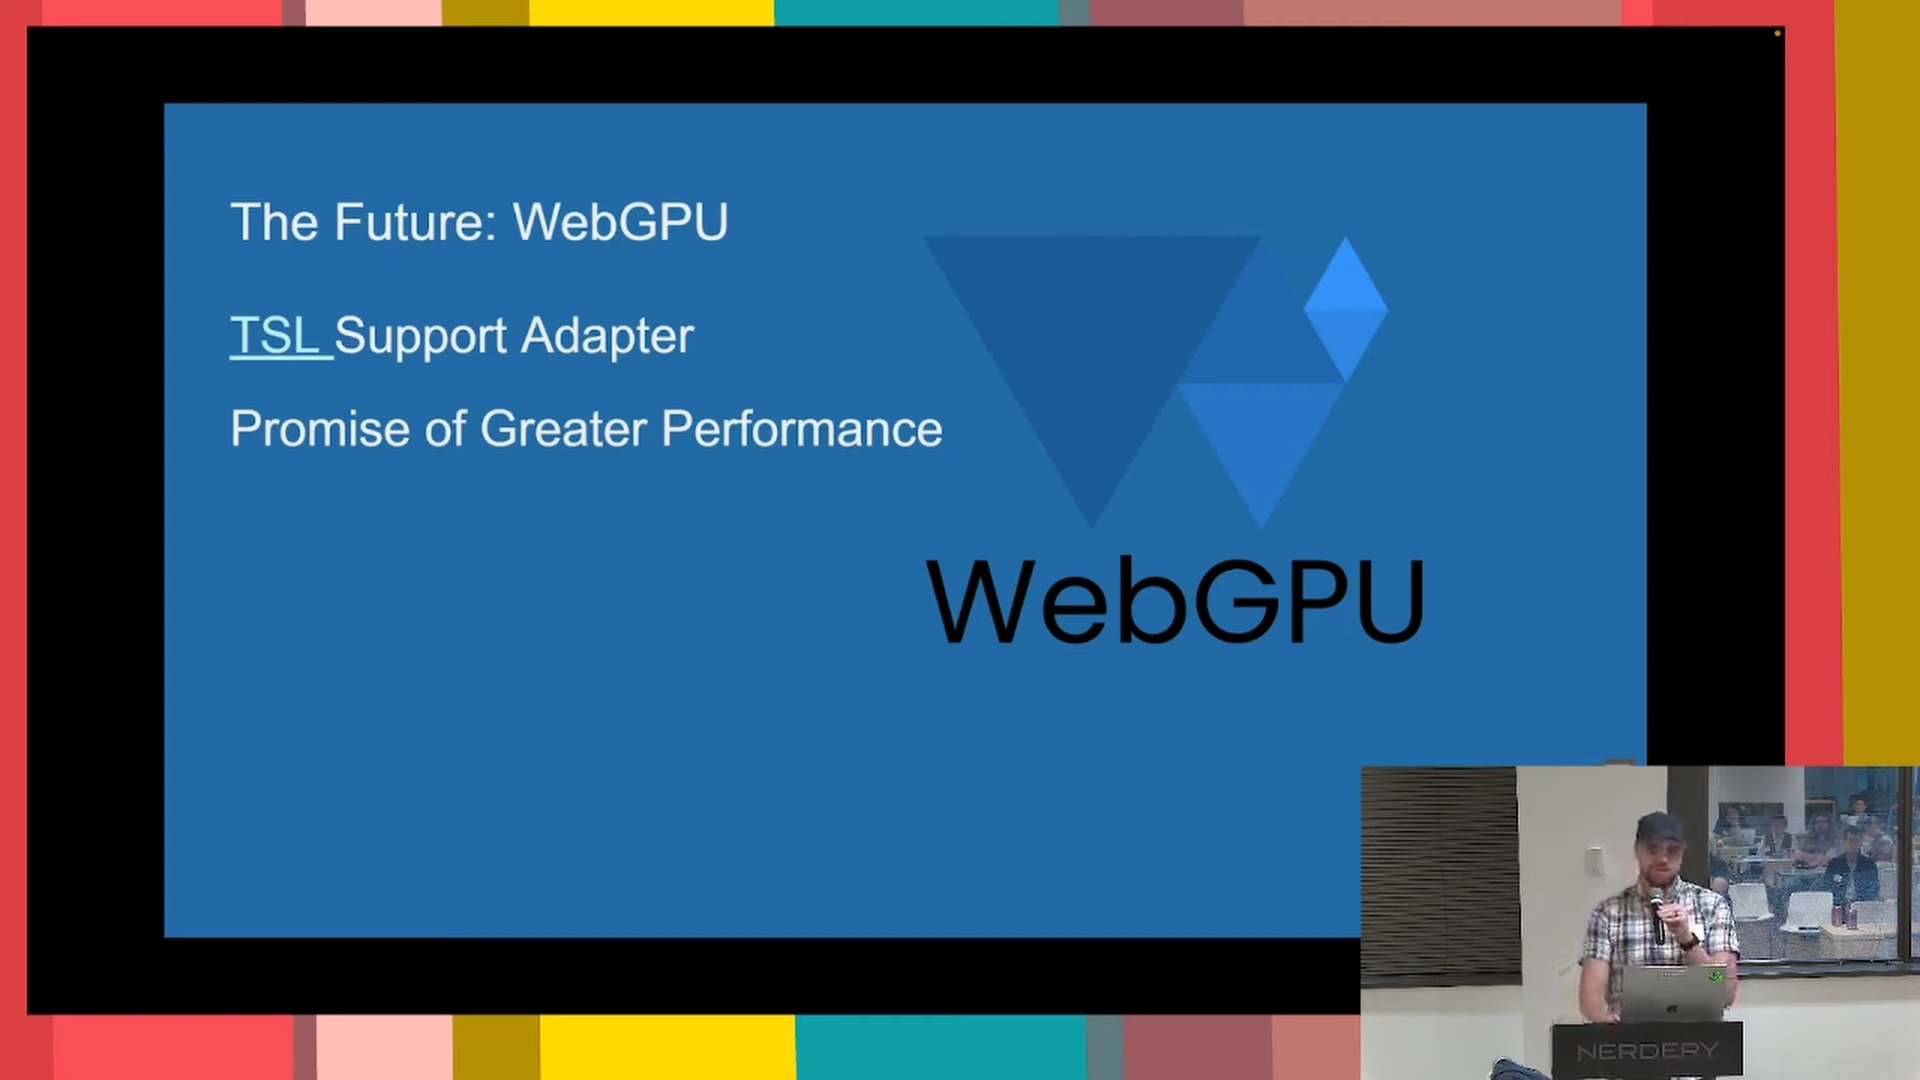 The Future: WebGPU
TSL Support Adapter
Promise of Greater Performance
WebGPU
NERDERY